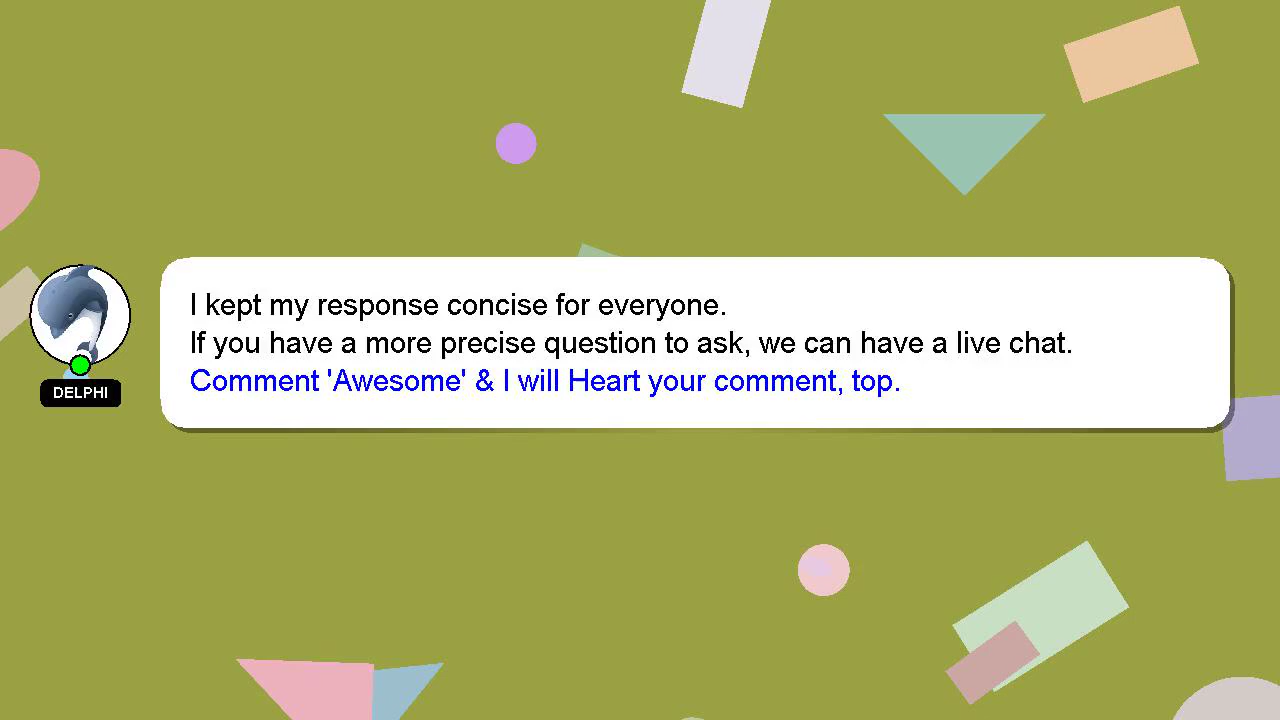 I kept my response concise for everyone.
If you have a more precise question to ask, we can have a live chat.
Comment 'Awesome' & I will Heart your comment, top.
DELPHI